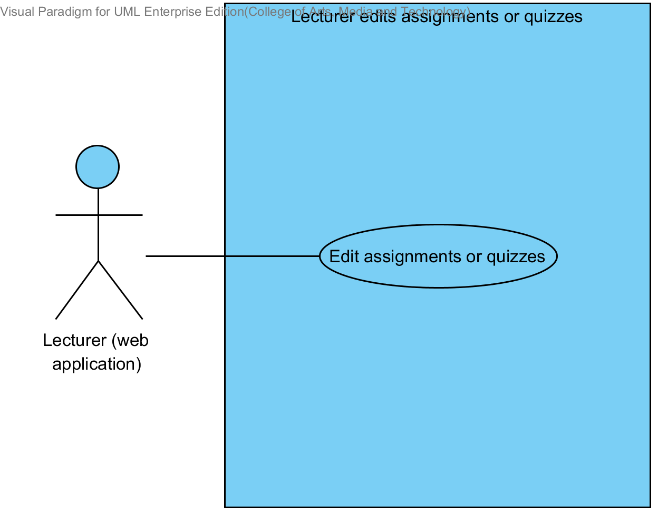 Visual Paradigm for UML Enterprise Edition(College of Arts, Media and Technology)
Lecturer edits assignments or quizzes
Edit assignments or quizzes
Lecturer (web
application)